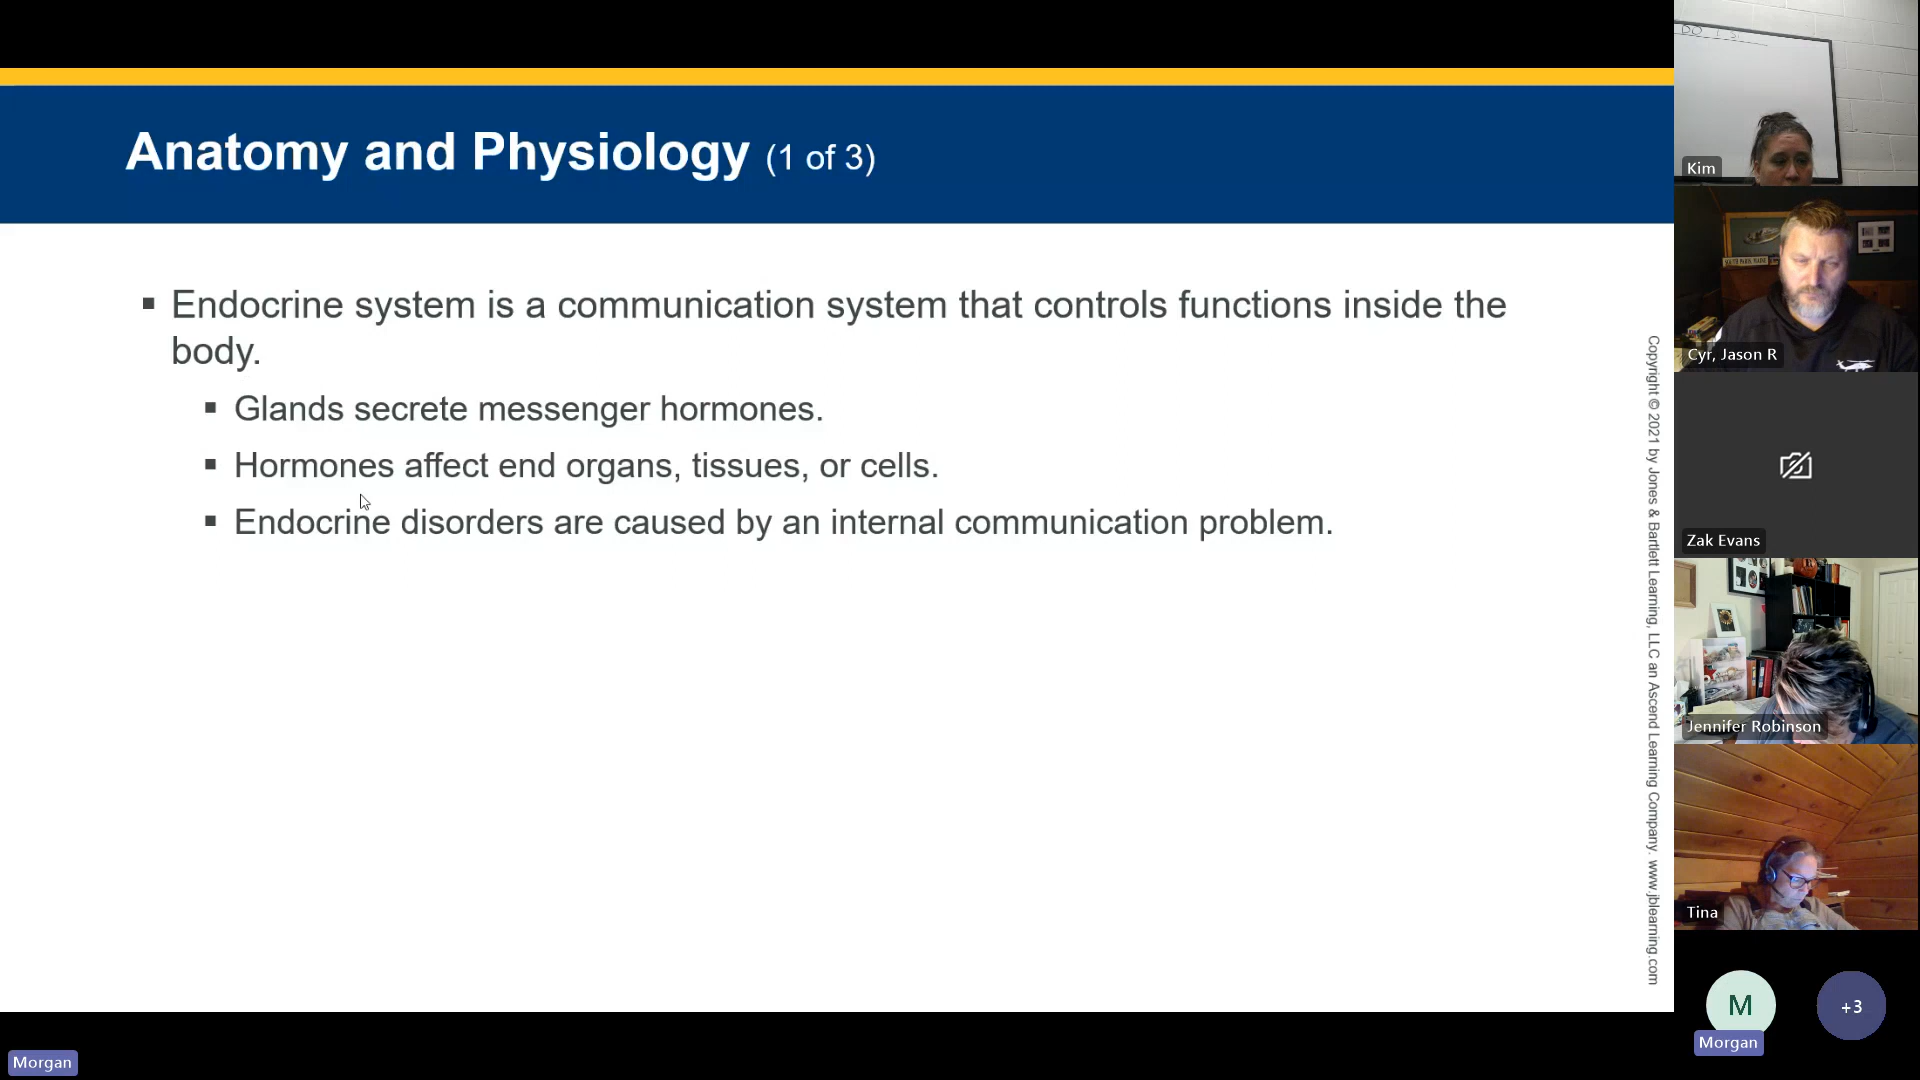 Anatomy and Physiology (1 of 3)
▪ Endocrine system is a communication system that controls functions inside the
body.
▪ Glands secrete messenger hormones.
▪ Hormones affect end organs, tissues, or cells.
▪ Endocrine disorders are caused by an internal communication problem.
Copyright © 2021 by Jones & Bartlett Learning, LLC an Ascend Learning Company. www.jblearning.com
Kim
Cyr, Jason R
Zak Evans
Jennifer Robinson
Tina
M
+3
Morgan
Morgan